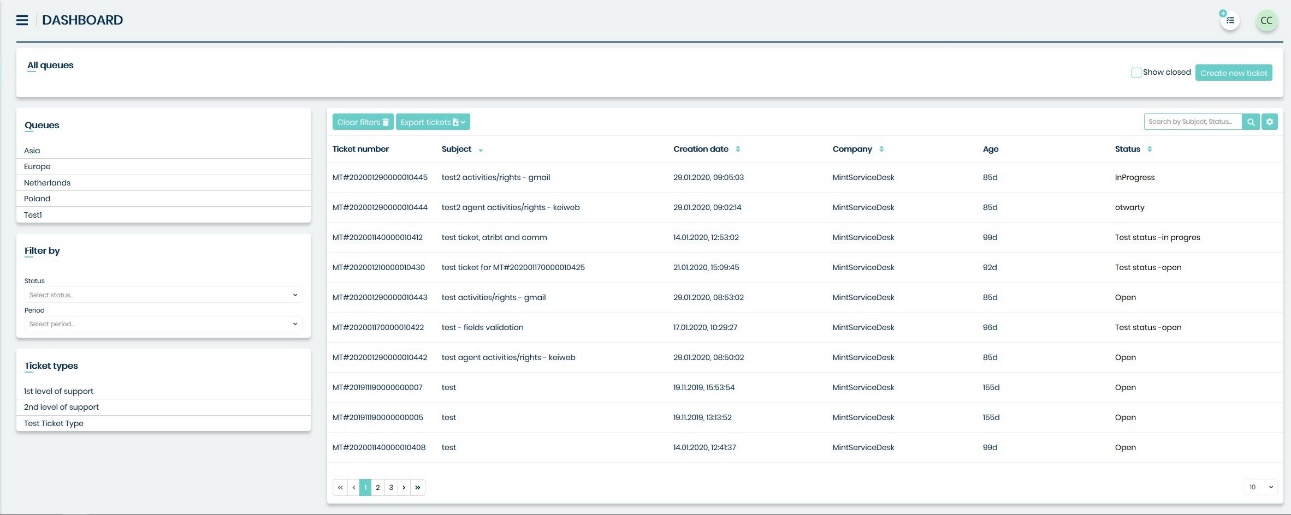 DASHBOARD
CC
All queues
Show closed
Create new ticket
Queues
Asia
Europe
Netherlands
Poland
Test1
Filter by
Status
Select status...
Period
Select period...
Ticket types
1st level of support
2nd level of support
Test Ticket Type
Clear filters
Export tickets
Search by Subject, Status...
Ticket number Subject Creation date Company Age Status
MT#202001290000010445 test2 activities/rights - gmail 29.01.2020, 09:05:03 MintServiceDesk 85d InProgress
MT#202001290000010444 test2 agent activities/rights - keiweb 29.01.2020, 09:02:14 MintServiceDesk 85d otwarty
MT#202001140000010412 test ticket, atribt and comm 14.01.2020, 12:53:02 MintServiceDesk 99d Test status -in progres
MT#202001210000010430 test ticket for MT#202001170000010425 21.01.2020, 15:09:45 MintServiceDesk 92d Test status -open
MT#202001290000010443 test activities/rights - gmail 29.01.2020, 08:53:02 MintServiceDesk 85d Open
MT#202001170000010422 test - fields validation 17.01.2020, 10:29:27 MintServiceDesk 96d Test status -open
MT#202001290000010442 test agent activities/rights - keiweb 29.01.2020, 08:50:02 MintServiceDesk 85d Open
MT#201911190000000007 test 19.11.2019, 15:53:54 MintServiceDesk 155d Open
MT#201911190000000005 test 19.11.2019, 13:13:52 MintServiceDesk 155d Open
MT#202001140000010408 test 14.01.2020, 12:41:37 MintServiceDesk 99d Open
« ‹ 1 2 3 › »
10